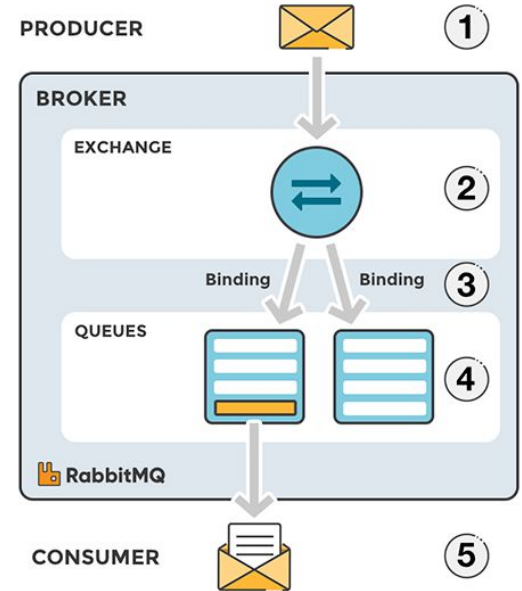 PRODUCER 1
BROKER
EXCHANGE
2
Binding Binding 3
QUEUES
4
RabbitMQ
CONSUMER 5